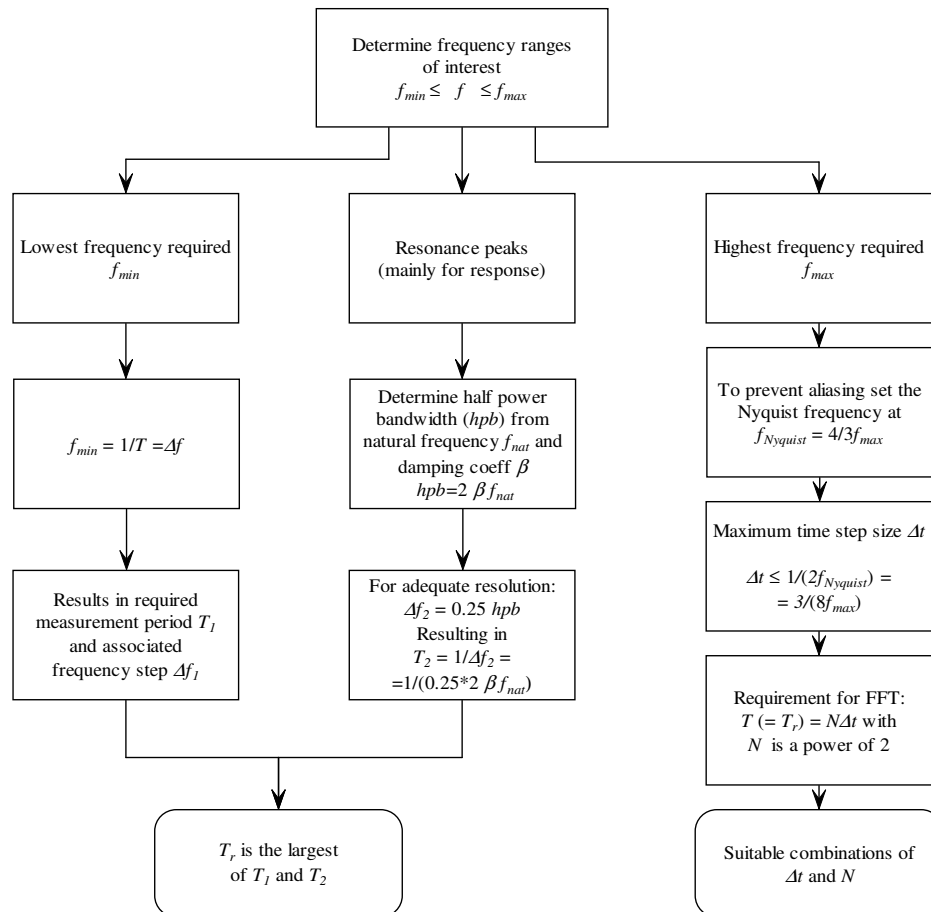 Determine frequency ranges
of interest
f_min ≤ f ≤ f_max
Lowest frequency required
f_min
Resonance peaks
(mainly for response)
Highest frequency required
f_max
f_min = 1/T =Δf
Determine half power
bandwidth (hpb) from
natural frequency f_nat and
damping coeff β
hpb=2 β f_nat
To prevent aliasing set the
Nyquist frequency at
f_Nyquist = 4/3f_max
Maximum time step size Δt
Δt ≤ 1/(2f_Nyquist) =
= 3/(8f_max)
Results in required
measurement period T_1
and associated
frequency step Δf_1
For adequate resolution:
Δf_2 = 0.25 hpb
Resulting in
T_2 = 1/Δf_2 =
=1/(0.25*2 β f_nat)
Requirement for FFT:
T (= T_r) = NΔt with
N is a power of 2
T_r is the largest
of T_1 and T_2
Suitable combinations of
Δt and N